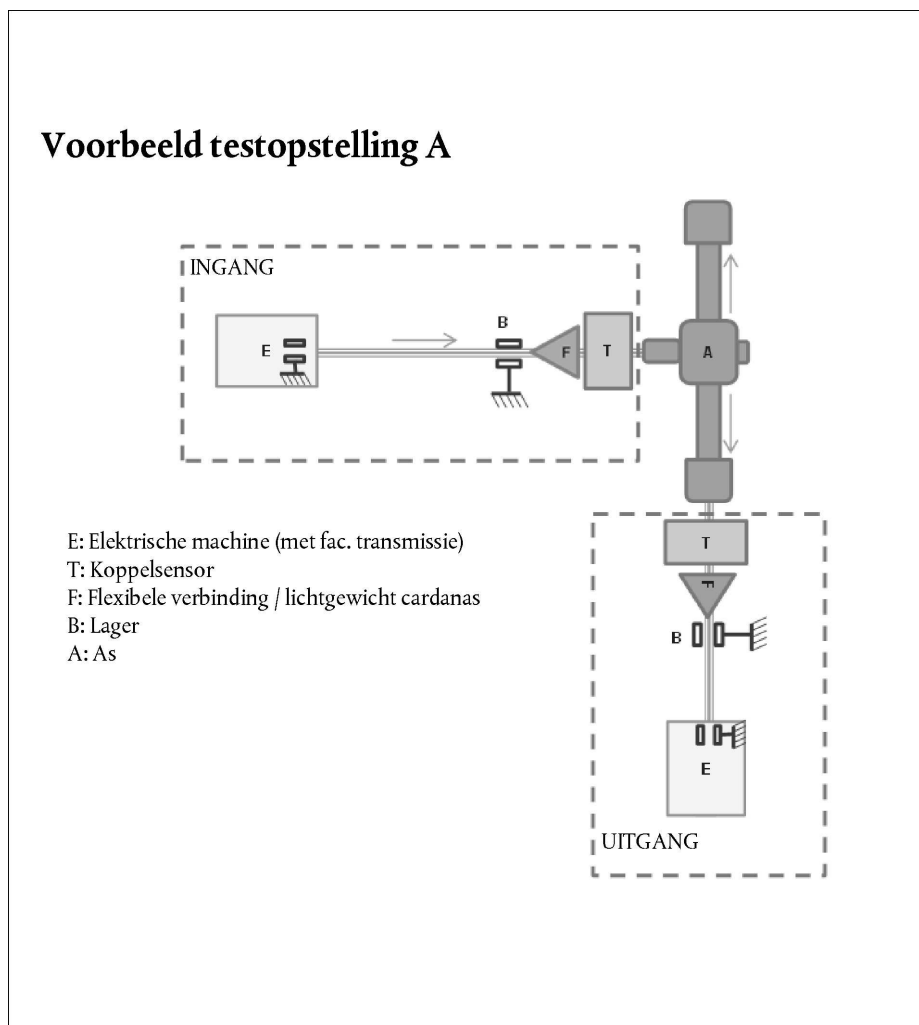 Voorbeeld testopstelling A
INGANG
B
E
F
T
A
T
F
B
E
UITGANG
E: Elektrische machine (met fac. transmissie)
T: Koppelsensor
F: Flexibele verbinding / lichtgewicht cardanas
B: Lager
A: As